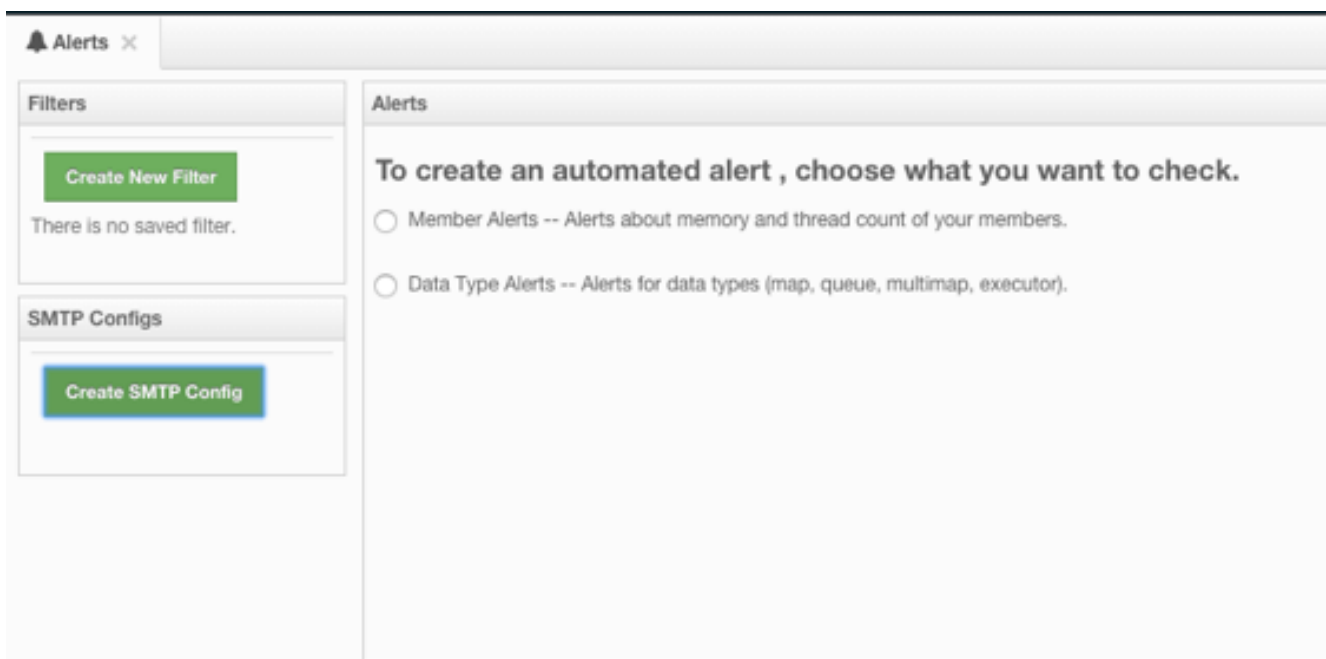 Alerts
Filters
Create New Filter
There is no saved filter.
SMTP Configs
Create SMTP Config
Alerts
To create an automated alert , choose what you want to check.
Member Alerts -- Alerts about memory and thread count of your members.
Data Type Alerts -- Alerts for data types (map, queue, multimap, executor).